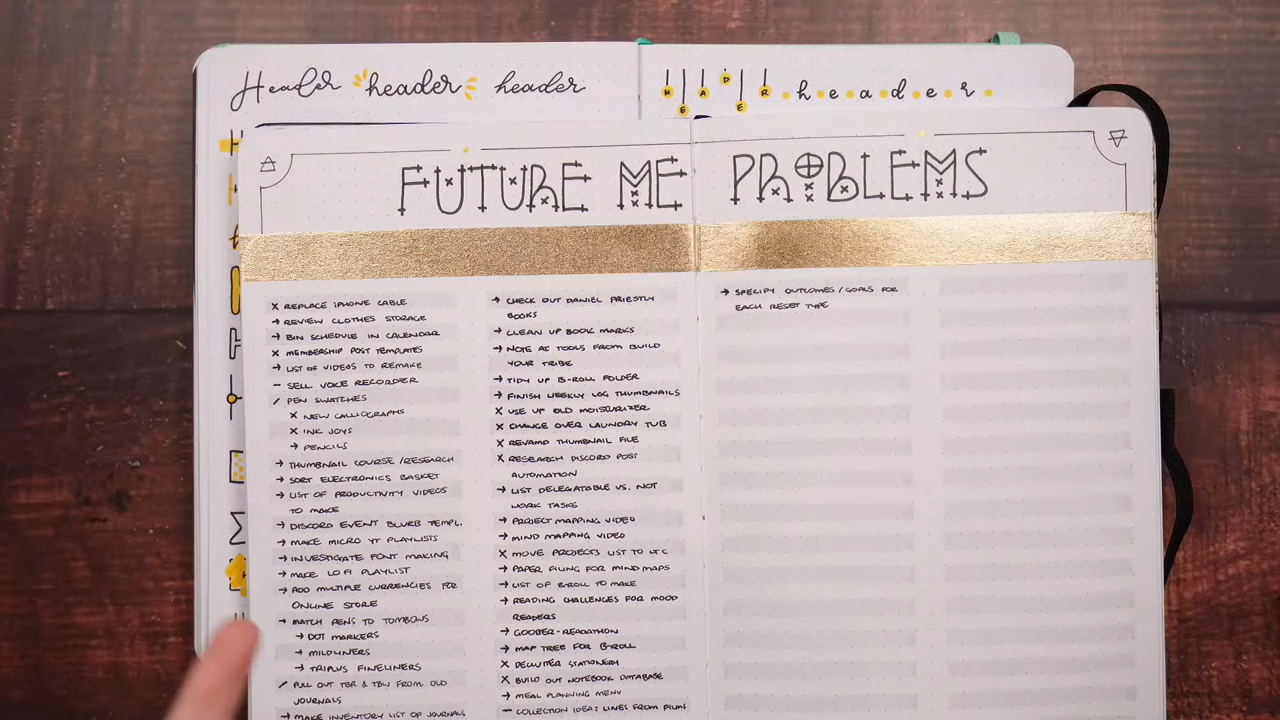 Header header header
HEADER header
FUTURE ME PROBLEMS
× REPLACE IPHONE CABLE
→ REVIEW CLOTHES STORAGE
→ BIN SCHEDULE IN CALENDAR
× MEMBERSHIP POST TEMPLATES
→ LIST OF VIDEOS TO REMAKE
– SELL VOICE RECORDER
/ PEN SWATCHES
× NEW CALLIOGRAPHS
× INK JOYS
→ PENCILS
→ THUMBNAIL COURSE/RESEARCH
→ SORT ELECTRONICS BASKET
→ LIST OF PRODUCTIVITY VIDEOS
TO MAKE
→ DISCORD EVENT BLURB TEMPL.
→ MAKE MICRO YT PLAYLISTS
→ INVESTIGATE FONT MAKING
→ MAKE LOFI PLAYLIST
→ ADD MULTIPLE CURRENCIES FOR
ONLINE STORE
→ MATCH PENS TO TOMBOWS
→ DOT MARKERS
→ MILDLINERS
→ TRIPLUS FINELINERS
/ PULL OUT TBR & TBW FROM OLD
JOURNALS
→ MAKE INVENTORY LIST OF JOURNALS
→ CHECK OUT DANIEL PRIESTLY
BOOKS
→ CLEAN UP BOOK MARKS
→ NOTE AI TOOLS FROM BUILD
YOUR TRIBE
→ TIDY UP B-ROLL FOLDER
→ FINISH WEEKLY LOG THUMBNAILS
× USE UP OLD MOISTURIZER
× CHANGE OVER LAUNDRY TUB
× REVAMP THUMBNAIL FILE
× RESEARCH DISCORD POST
AUTOMATION
→ LIST DELEGATABLE VS. NOT
WORK TASKS
→ PROJECT MAPPING VIDEO
→ MIND MAPPING VIDEO
× MOVE PROJECTS LIST TO LTC
→ PAPER FILING FOR MIND MAPS
→ LIST OF B-ROLL TO MAKE
→ READING CHALLENGES FOR MOOD
READERS
→ GOOBER-READATHON
→ MAP TREE FOR B-ROLL
× DECLUTTER STATIONERY
× BUILD OUT NOTEBOOK DATABASE
→ MEAL PLANNING MENU
– COLLECTION IDEA: LINES FROM FILMS
→ SPECIFY OUTCOMES/GOALS FOR
EACH RESET TYPE